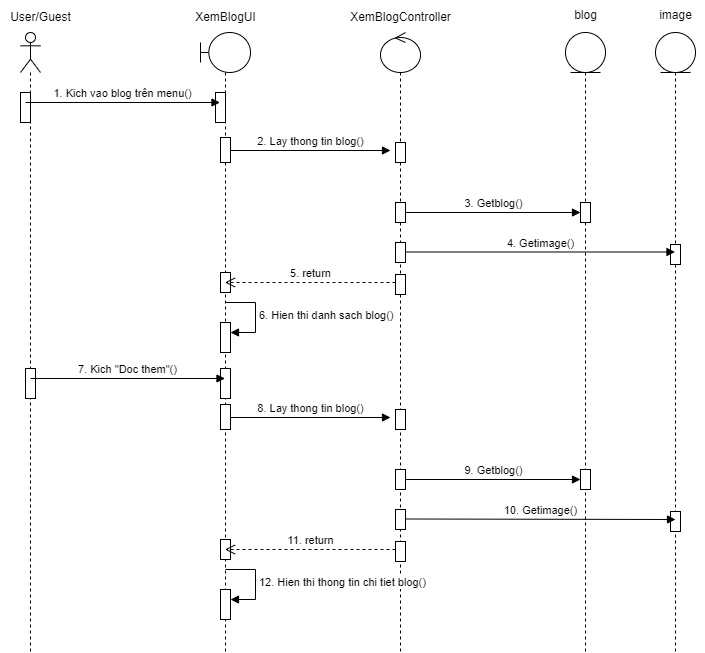 User/Guest
XemBlogUI
XemBlogController
blog
image
1. Kich vao blog trên menu()
2. Lay thong tin blog()
3. Getblog()
4. Getimage()
5. return
6. Hien thi danh sach blog()
7. Kich "Doc them"()
8. Lay thong tin blog()
9. Getblog()
10. Getimage()
11. return
12. Hien thi thong tin chi tiet blog()